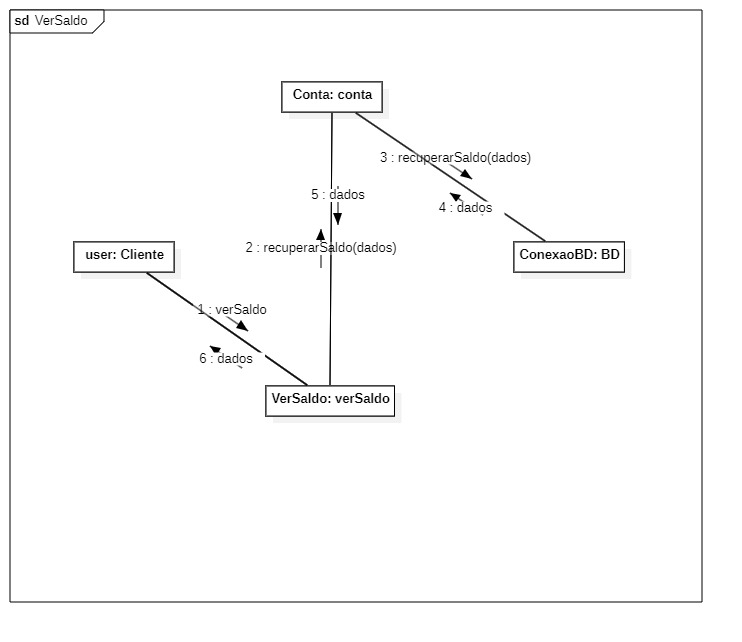 sd VerSaldo
Conta: conta
3 : recuperarSaldo(dados)
5 : dados
4 : dados
2 : recuperarSaldo(dados)
user: Cliente
ConexaoBD: BD
1 : verSaldo
6 : dados
VerSaldo: verSaldo